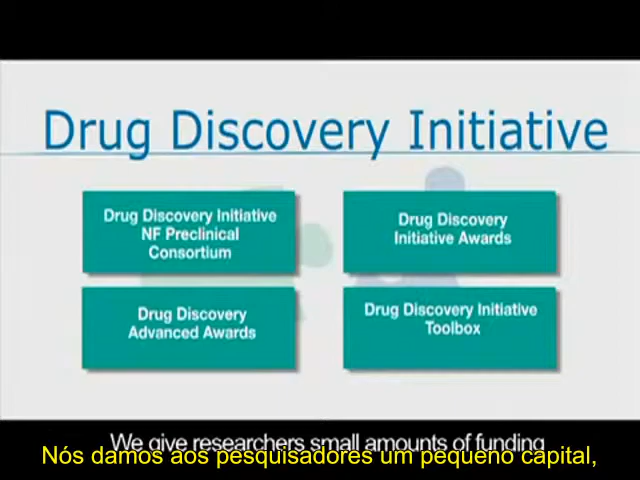 Drug Discovery Initiative
Drug Discovery Initiative
NF Preclinical
Consortium
Drug Discovery
Initiative Awards
Drug Discovery
Advanced Awards
Drug Discovery Initiative
Toolbox
We give researchers small amounts of funding
Nós damos aos pesquisadores um pequeno capital,